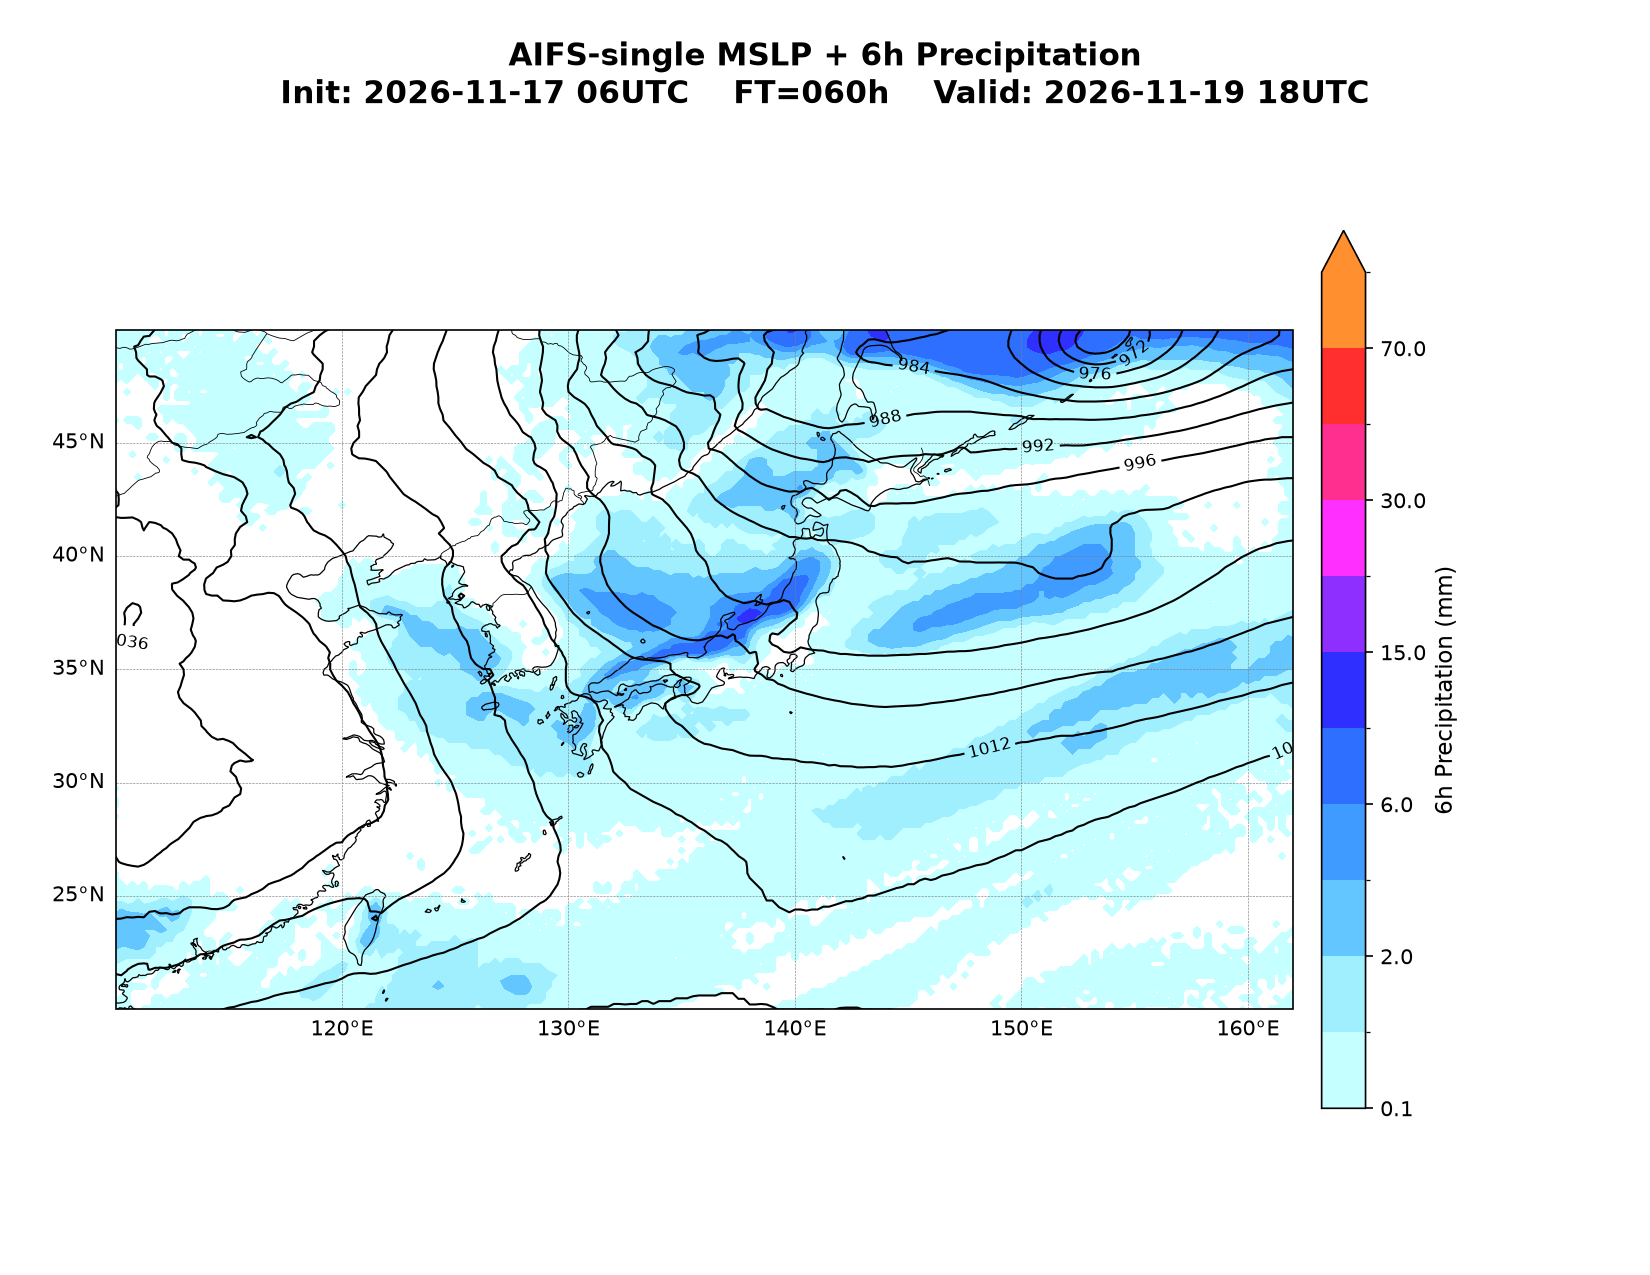 AIFS-single MSLP + 6h Precipitation
Init: 2026-11-17 06UTC    FT=060h    Valid: 2026-11-19 18UTC
972
984
976
988
992
996
036
1012
10
45°N
40°N
35°N
30°N
25°N
120°E
130°E
140°E
150°E
160°E
70.0
30.0
15.0
6.0
2.0
0.1
6h Precipitation (mm)